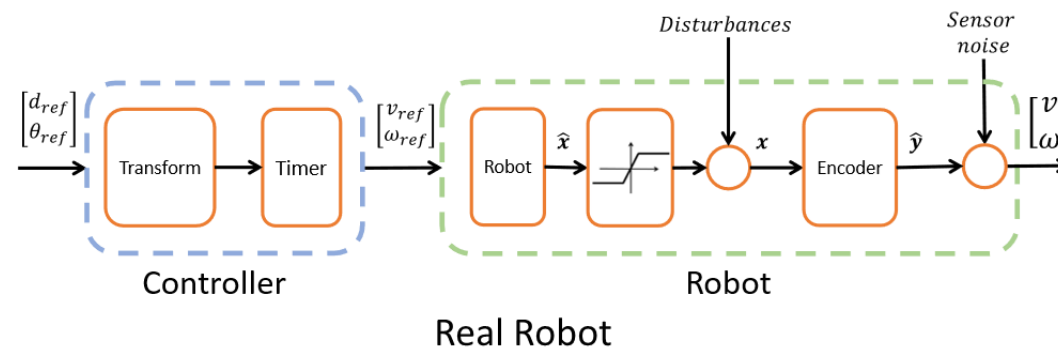 Disturbances
Sensor
noise
[d_ref
θ_ref]
[v_ref
ω_ref]
[v
ω
Transform
Timer
Robot
x̂
x
Encoder
ŷ
Controller
Robot
Real Robot